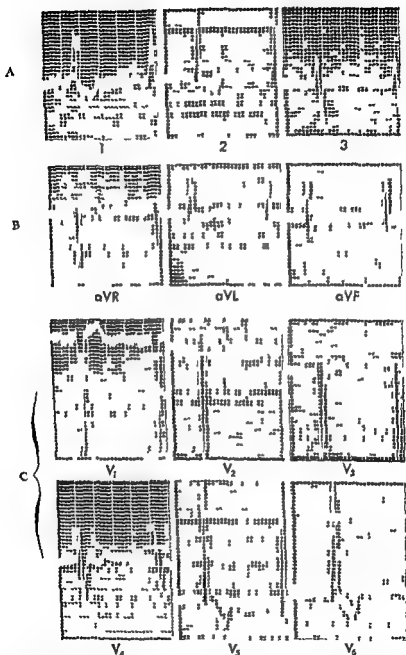 A
1 2 3
B
aVR aVL aVF
V₁ V₂ V₃
C
V₄ V₅ V₆